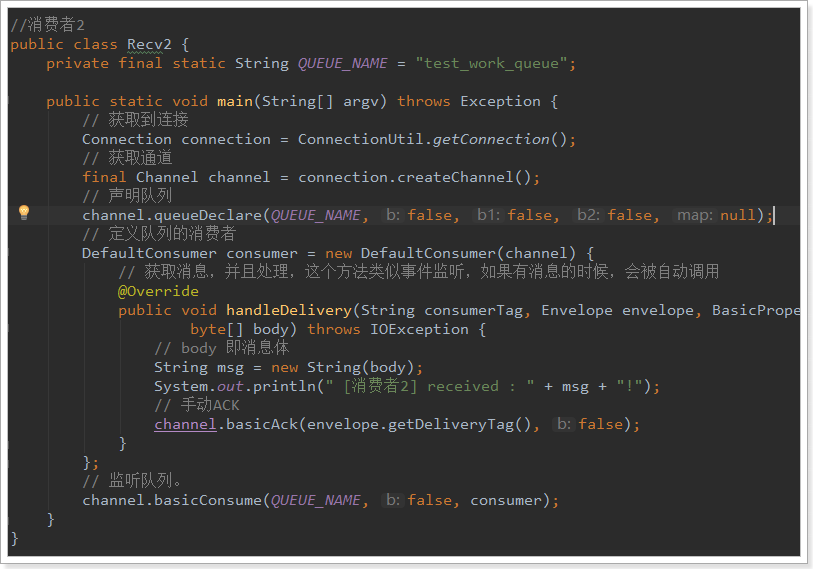 //消费者2
public class Recv2 {
    private final static String QUEUE_NAME = "test_work_queue";
    public static void main(String[] argv) throws Exception {
        // 获取到连接
        Connection connection = ConnectionUtil.getConnection();
        // 获取通道
        final Channel channel = connection.createChannel();
        // 声明队列
        channel.queueDeclare(QUEUE_NAME, b: false, b1: false, b2: false, map: null);
        // 定义队列的消费者
        DefaultConsumer consumer = new DefaultConsumer(channel) {
            // 获取消息，并且处理，这个方法类似事件监听，如果有消息的时候，会被自动调用
            @Override
            public void handleDelivery(String consumerTag, Envelope envelope, BasicPrope
                    byte[] body) throws IOException {
                // body 即消息体
                String msg = new String(body);
                System.out.println(" [消费者2] received : " + msg + "!");
                // 手动ACK
                channel.basicAck(envelope.getDeliveryTag(), b: false);
            }
        };
        // 监听队列。
        channel.basicConsume(QUEUE_NAME, b: false, consumer);
    }
}